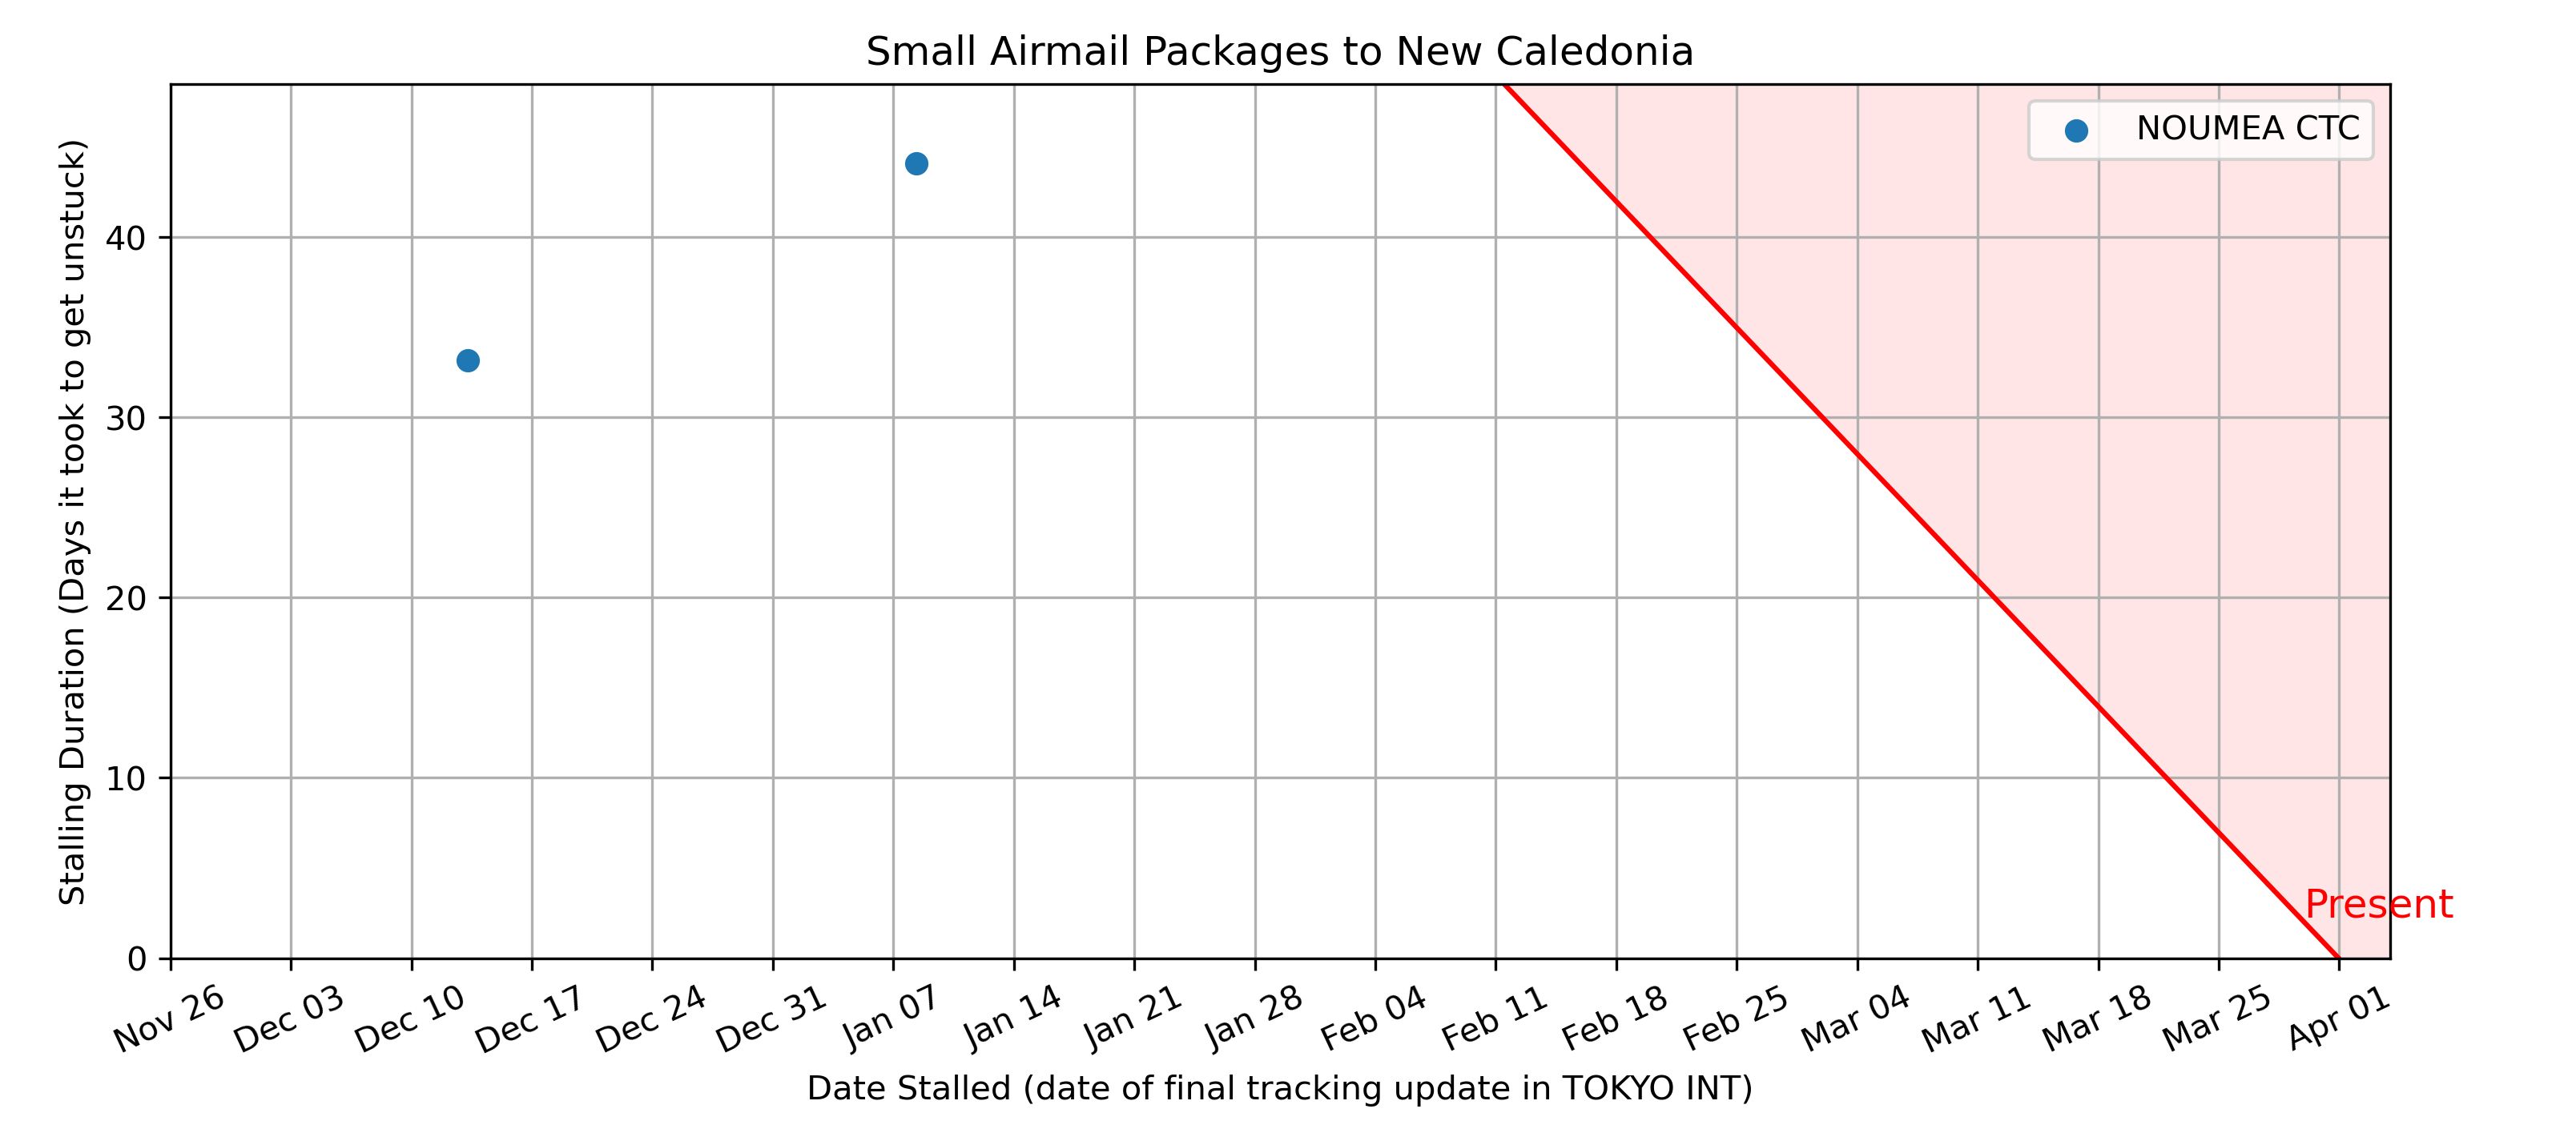 Small Airmail Packages to New Caledonia
NOUMEA CTC
Stalling Duration (Days it took to get unstuck)
40
30
20
10
0
Present
Nov 26
Dec 03
Dec 10
Dec 17
Dec 24
Dec 31
Jan 07
Jan 14
Jan 21
Jan 28
Feb 04
Feb 11
Feb 18
Feb 25
Mar 04
Mar 11
Mar 18
Mar 25
Apr 01
Date Stalled (date of final tracking update in TOKYO INT)